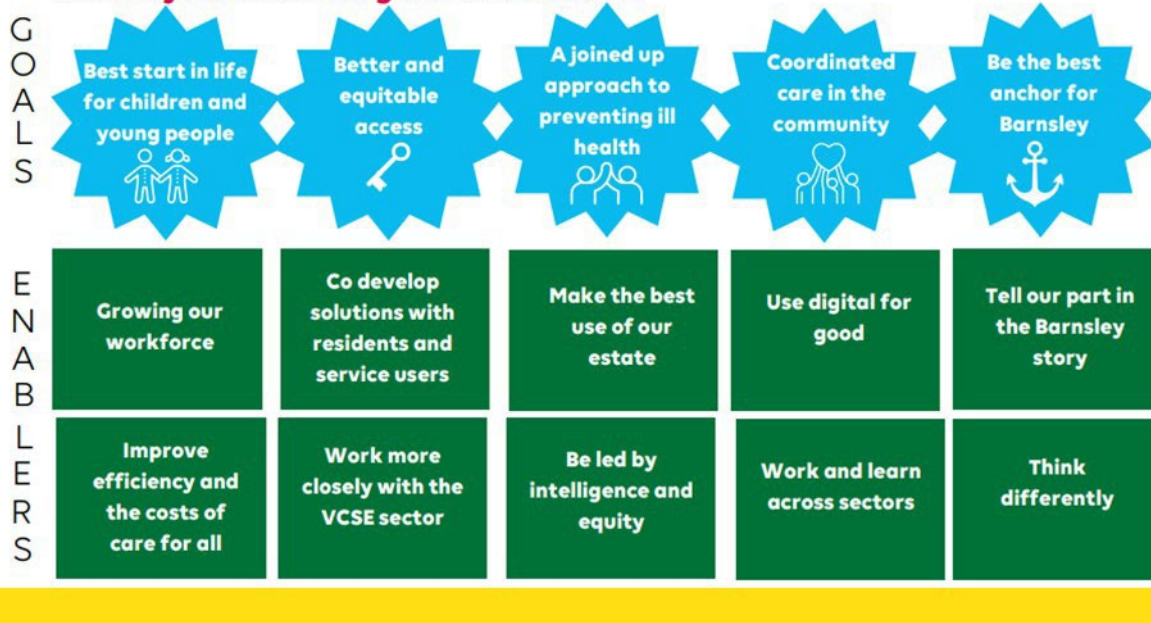 GOALS
Best start in life
for children and
young people
Better and
equitable
access
A joined up
approach to
preventing ill
health
Coordinated
care in the
community
Be the best
anchor for
Barnsley
ENABLERS
Growing our
workforce
Co develop
solutions with
residents and
service users
Make the best
use of our
estate
Use digital for
good
Tell our part in
the Barnsley
story
Improve
efficiency and
the costs of
care for all
Work more
closely with the
VCSE sector
Be led by
intelligence and
equity
Work and learn
across sectors
Think
differently